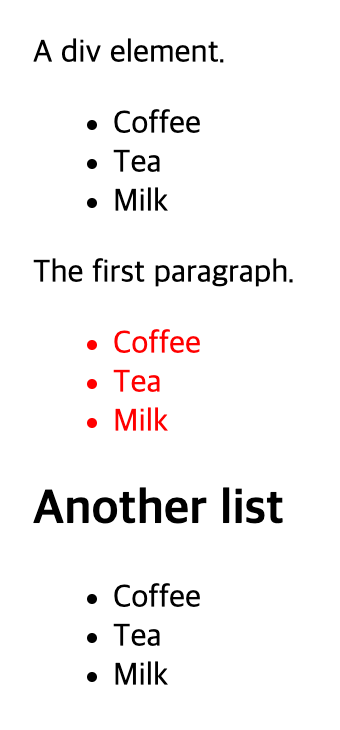 A div element.
• Coffee
• Tea
• Milk
The first paragraph.
• Coffee
• Tea
• Milk
Another list
• Coffee
• Tea
• Milk